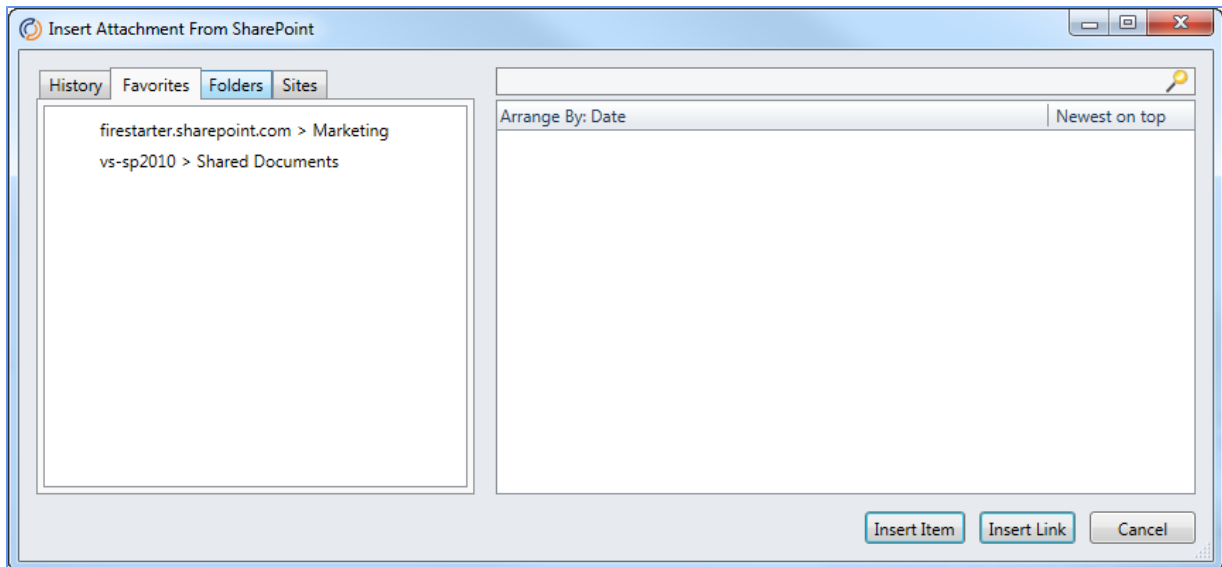 Insert Attachment From SharePoint
History Favorites Folders Sites
firestarter.sharepoint.com > Marketing
vs-sp2010 > Shared Documents
Arrange By: Date Newest on top
Insert Item Insert Link Cancel